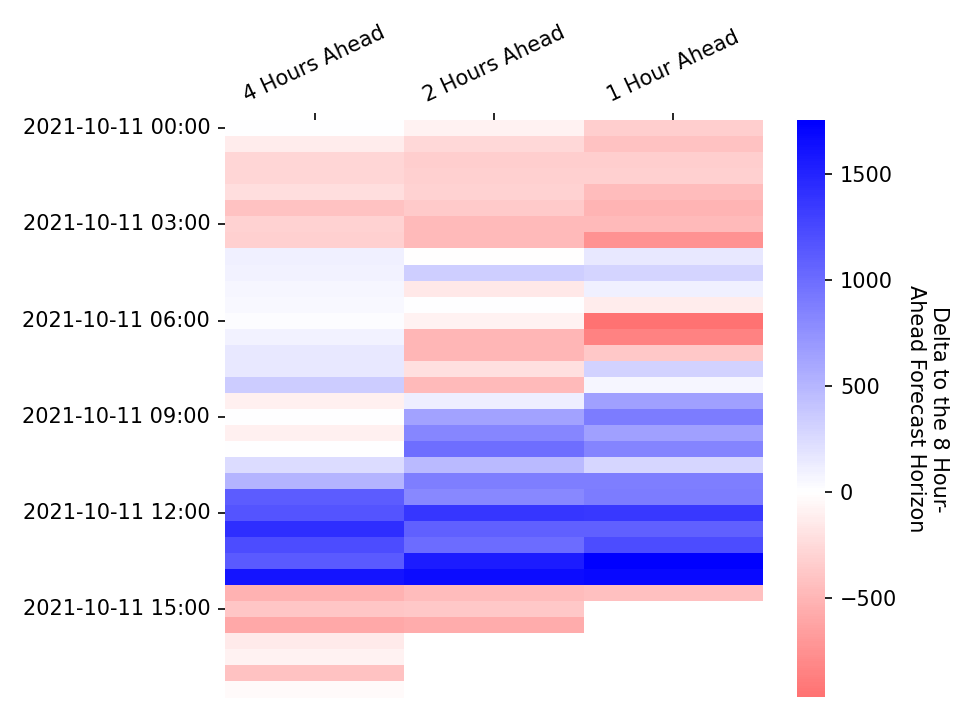 4 Hours Ahead
2 Hours Ahead
1 Hour Ahead
2021-10-11 00:00
2021-10-11 03:00
2021-10-11 06:00
2021-10-11 09:00
2021-10-11 12:00
2021-10-11 15:00
1500
1000
500
0
−500
Delta to the 8 Hour-
Ahead Forecast Horizon